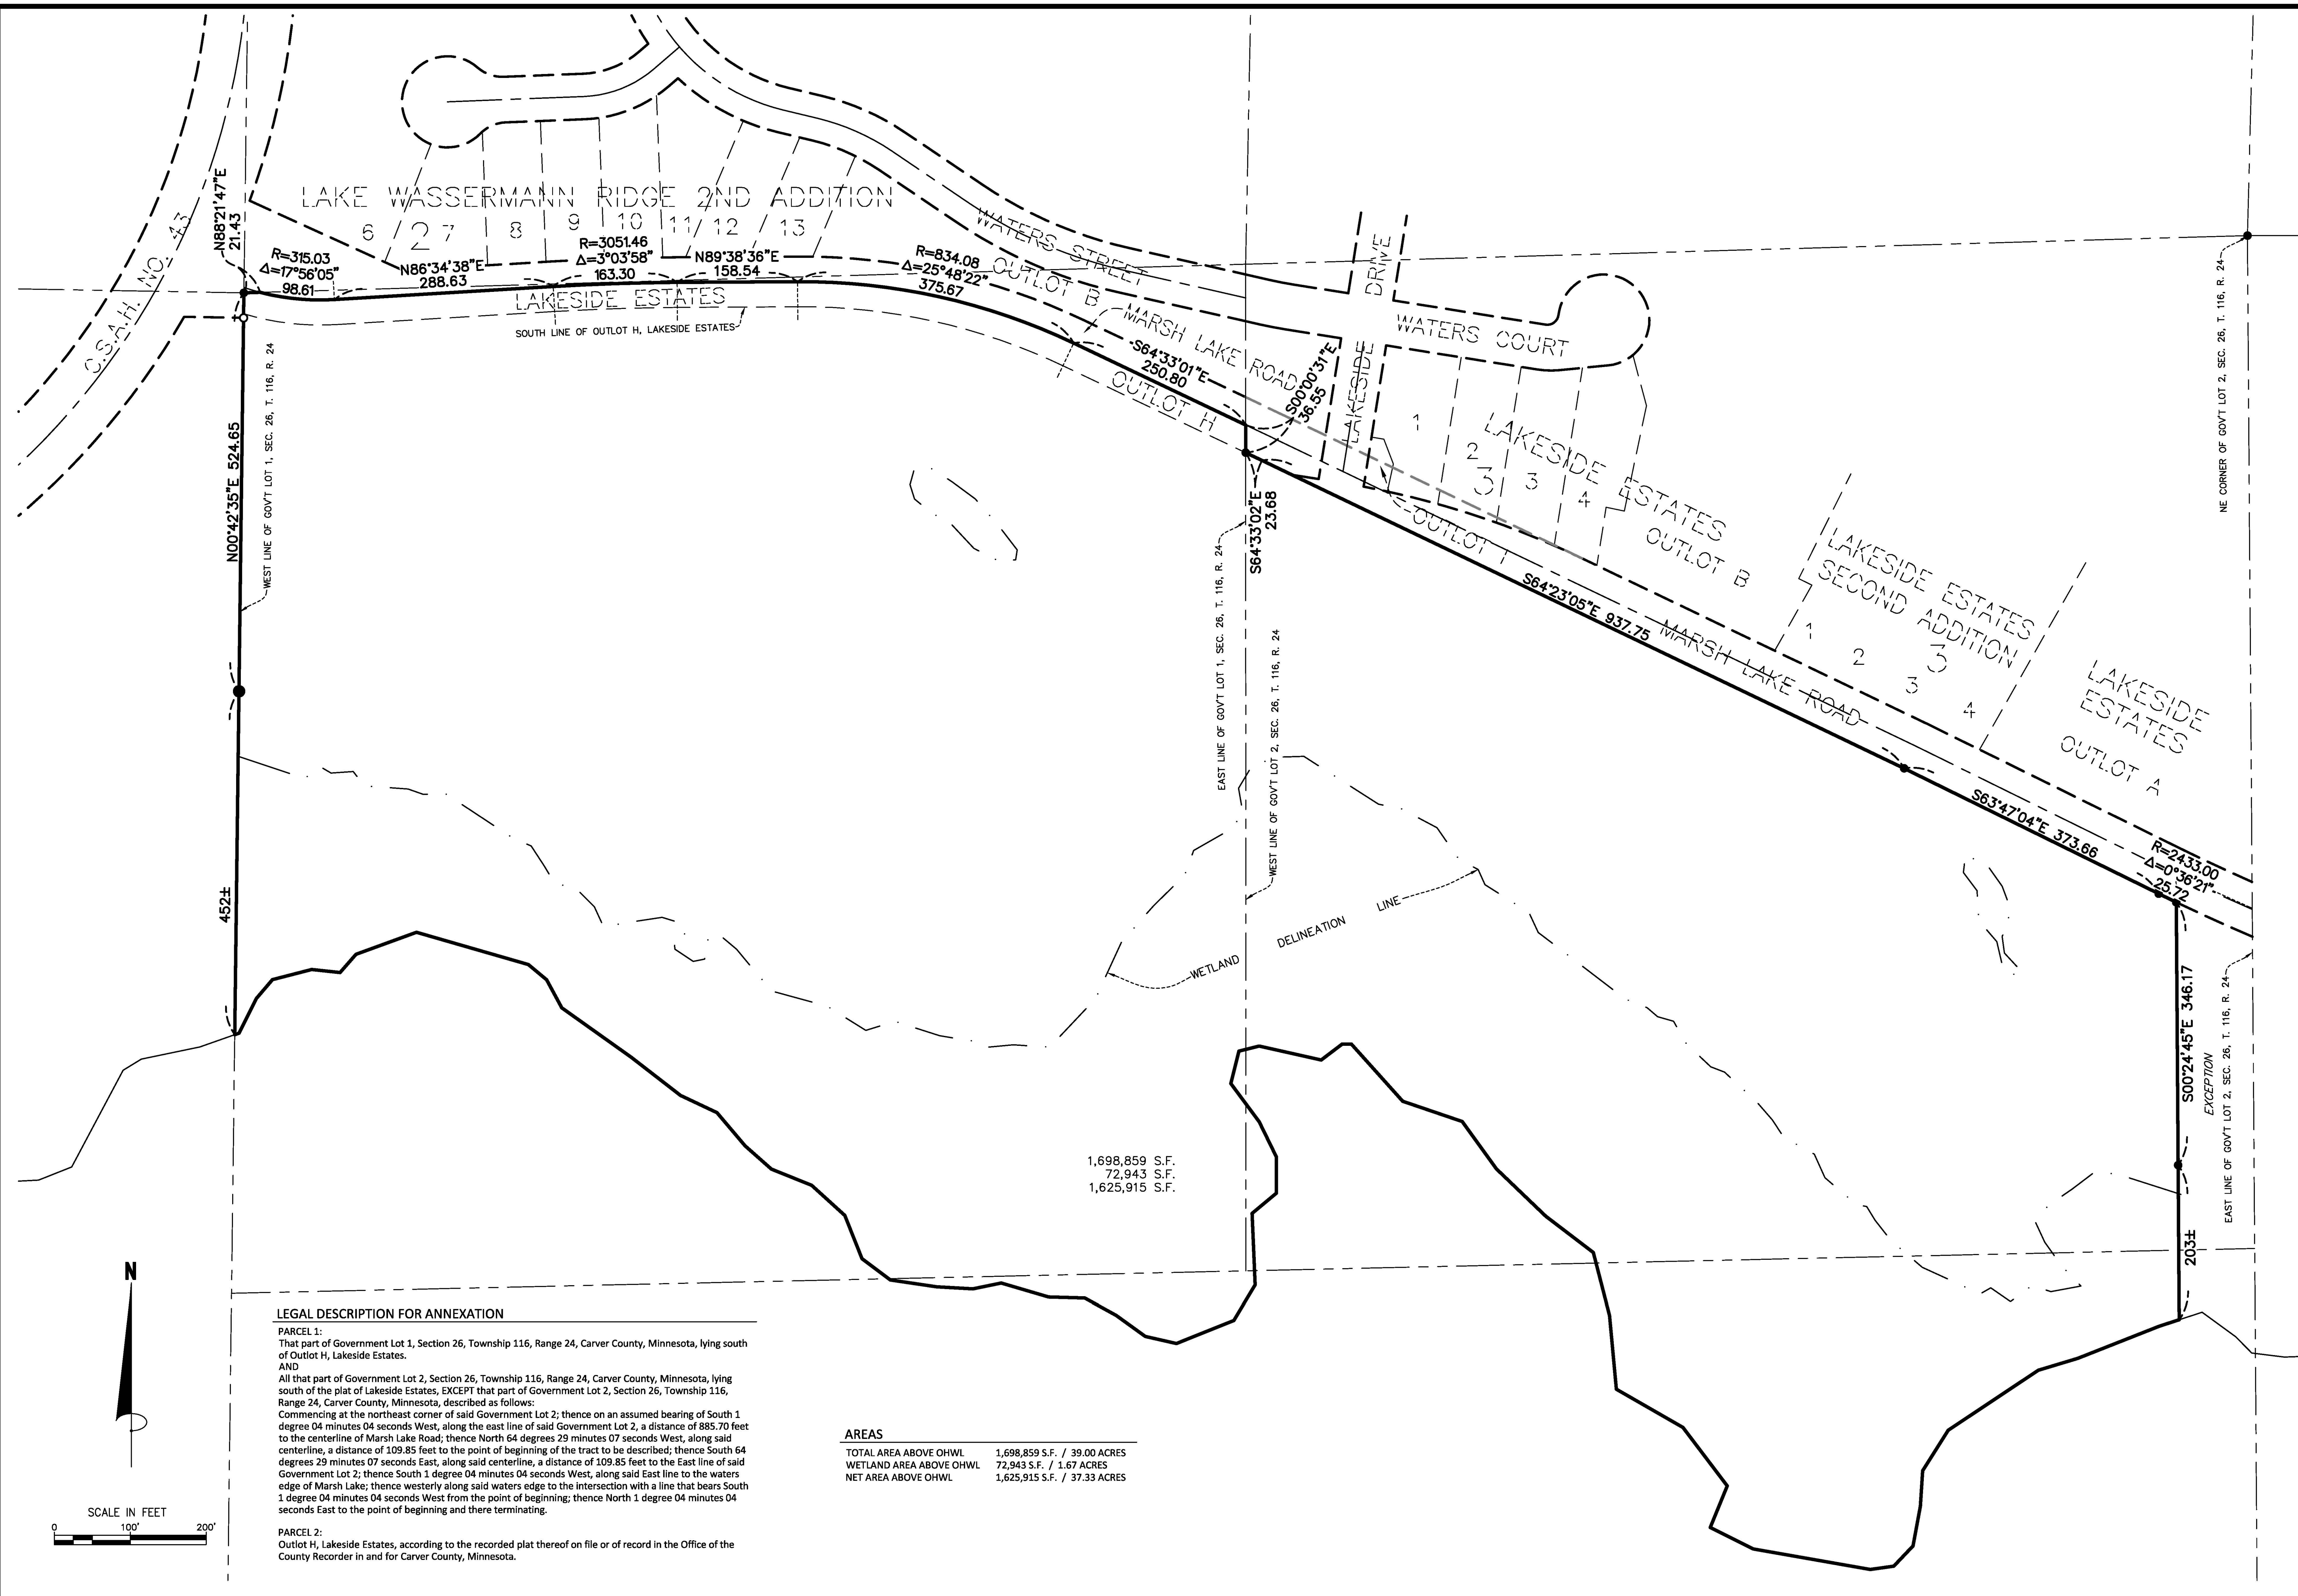 C.S.A.H. NO. 43
N88°21'47"E
21.43
LAKE WASSERMANN RIDGE 2ND ADDITION
6 2 7 8 9 10 11 12 13
R=315.03
Δ=17°56'05"
98.61
N86°34'38"E
288.63
R=3051.46
Δ=3°03'58"
163.30
N89°38'36"E
158.54
R=834.08
Δ=25°48'22"
375.67
LAKESIDE ESTATES
SOUTH LINE OF OUTLOT H, LAKESIDE ESTATES
WATERS STREET
OUTLOT B
MARSH LAKE ROAD
S64°33'01"E
250.80
OUTLOT H
S00°00'31"E
36.55
LAKESIDE DRIVE
WATERS COURT
1
2
3
3
4
LAKESIDE ESTATES
OUTLOT B
OUTLOT I
LAKESIDE ESTATES
SECOND ADDITION
1
2
3
3
4
LAKESIDE
ESTATES
OUTLOT A
NE CORNER OF GOV'T LOT 2, SEC. 26, T. 116, R. 24
N00°42'35"E 524.65
WEST LINE OF GOV'T LOT 1, SEC. 26, T. 116, R. 24
S64°33'02"E
23.68
EAST LINE OF GOV'T LOT 1, SEC. 26, T. 116, R. 24
WEST LINE OF GOV'T LOT 2, SEC. 26, T. 116, R. 24
S64°23'05"E 937.75
MARSH LAKE ROAD
S63°47'04"E 373.66
R=2433.00
Δ=0°36'21"
25.72
452±
WETLAND DELINEATION LINE
S00°24'45"E 346.17
EXCEPTION
EAST LINE OF GOV'T LOT 2, SEC. 26, T. 116, R. 24
203±
1,698,859 S.F.
72,943 S.F.
1,625,915 S.F.
N
SCALE IN FEET
0 100' 200'
LEGAL DESCRIPTION FOR ANNEXATION
PARCEL 1:
That part of Government Lot 1, Section 26, Township 116, Range 24, Carver County, Minnesota, lying south
of Outlot H, Lakeside Estates.
AND
All that part of Government Lot 2, Section 26, Township 116, Range 24, Carver County, Minnesota, lying
south of the plat of Lakeside Estates, EXCEPT that part of Government Lot 2, Section 26, Township 116,
Range 24, Carver County, Minnesota, described as follows:
Commencing at the northeast corner of said Government Lot 2; thence on an assumed bearing of South 1
degree 04 minutes 04 seconds West, along the east line of said Government Lot 2, a distance of 885.70 feet
to the centerline of Marsh Lake Road; thence North 64 degrees 29 minutes 07 seconds West, along said
centerline, a distance of 109.85 feet to the point of beginning of the tract to be described; thence South 64
degrees 29 minutes 07 seconds East, along said centerline, a distance of 109.85 feet to the East line of said
Government Lot 2; thence South 1 degree 04 minutes 04 seconds West, along said East line to the waters
edge of Marsh Lake; thence westerly along said waters edge to the intersection with a line that bears South
1 degree 04 minutes 04 seconds West from the point of beginning; thence North 1 degree 04 minutes 04
seconds East to the point of beginning and there terminating.
PARCEL 2:
Outlot H, Lakeside Estates, according to the recorded plat thereof on file or of record in the Office of the
County Recorder in and for Carver County, Minnesota.
AREAS
TOTAL AREA ABOVE OHWL 1,698,859 S.F. / 39.00 ACRES
WETLAND AREA ABOVE OHWL 72,943 S.F. / 1.67 ACRES
NET AREA ABOVE OHWL 1,625,915 S.F. / 37.33 ACRES